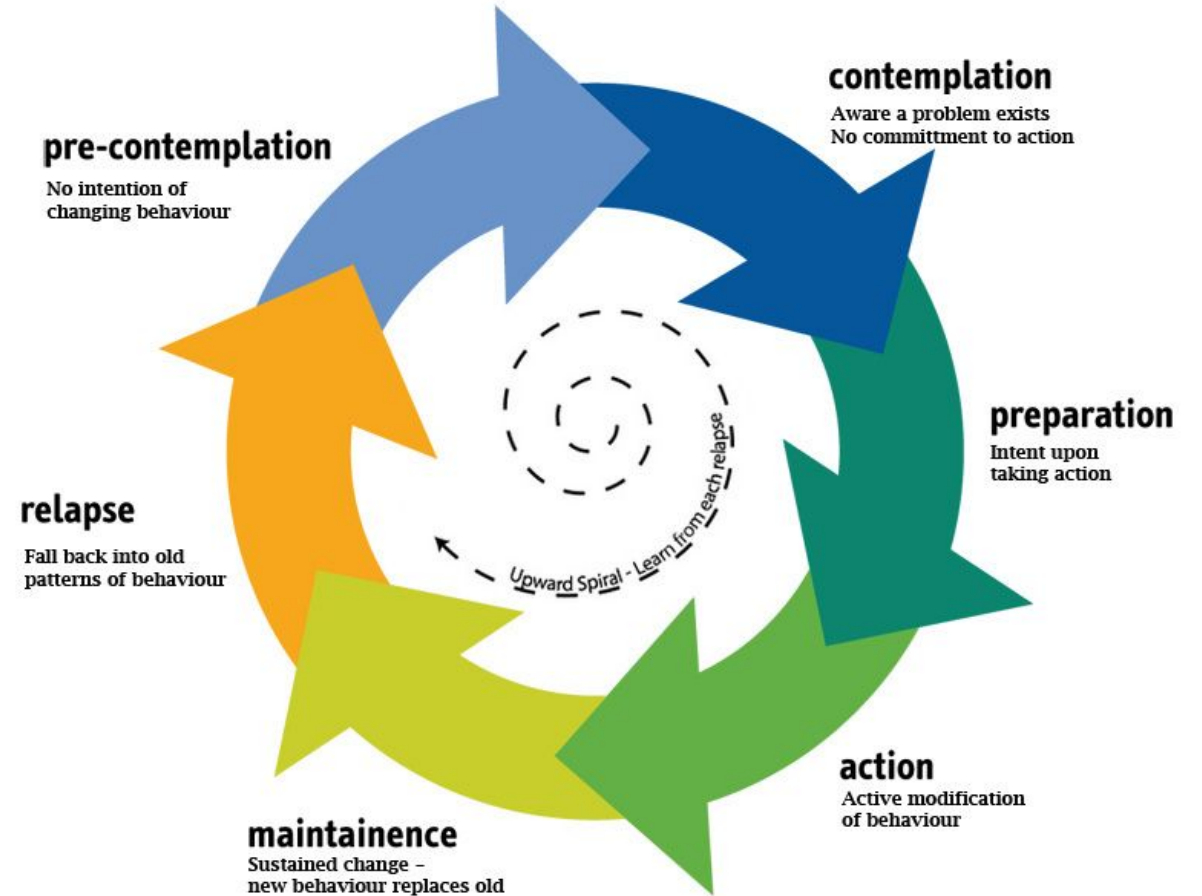 pre-contemplation
No intention of
changing behaviour
contemplation
Aware a problem exists
No committment to action
preparation
Intent upon
taking action
action
Active modification
of behaviour
maintainence
Sustained change –
new behaviour replaces old
relapse
Fall back into old
patterns of behaviour
Upward Spiral - Learn from each relapse